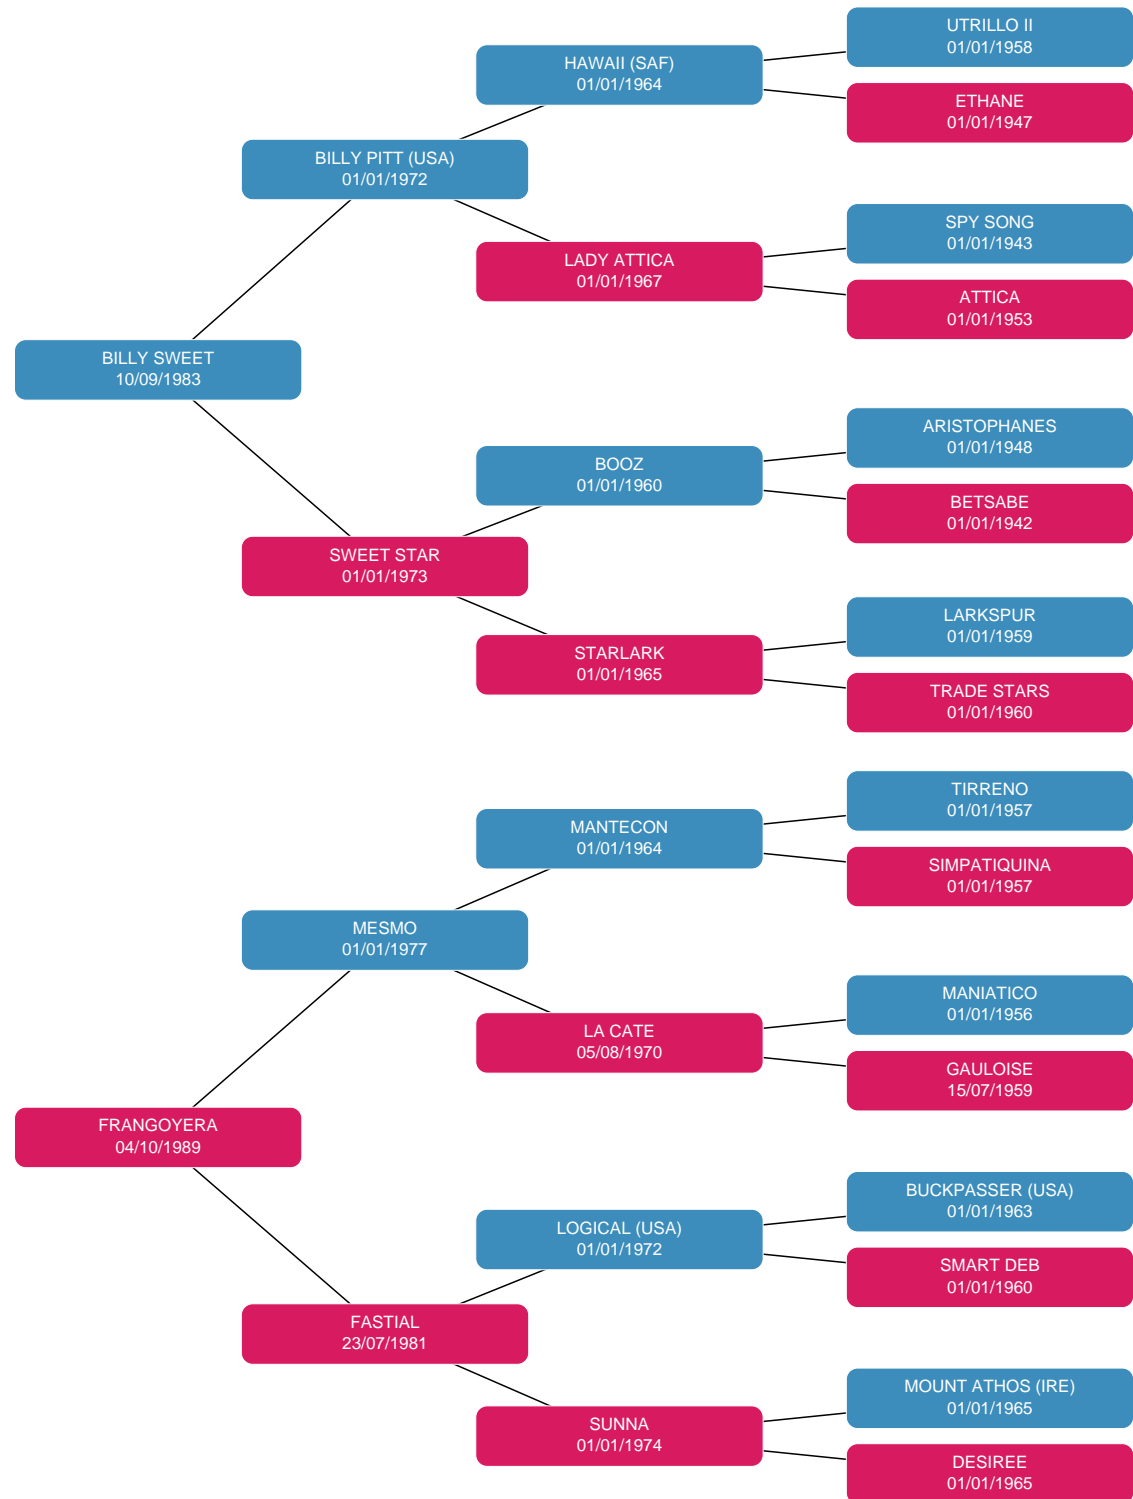 UTRILLO II
01/01/1958
HAWAII (SAF)
01/01/1964
ETHANE
01/01/1947
BILLY PITT (USA)
01/01/1972
SPY SONG
01/01/1943
LADY ATTICA
01/01/1967
ATTICA
01/01/1953
BILLY SWEET
10/09/1983
ARISTOPHANES
01/01/1948
BOOZ
01/01/1960
BETSABE
01/01/1942
SWEET STAR
01/01/1973
LARKSPUR
01/01/1959
STARLARK
01/01/1965
TRADE STARS
01/01/1960
TIRRENO
01/01/1957
MANTECON
01/01/1964
SIMPATIQUINA
01/01/1957
MESMO
01/01/1977
MANIATICO
01/01/1956
LA CATE
05/08/1970
GAULOISE
15/07/1959
FRANGOYERA
04/10/1989
BUCKPASSER (USA)
01/01/1963
LOGICAL (USA)
01/01/1972
SMART DEB
01/01/1960
FASTIAL
23/07/1981
MOUNT ATHOS (IRE)
01/01/1965
SUNNA
01/01/1974
DESIREE
01/01/1965